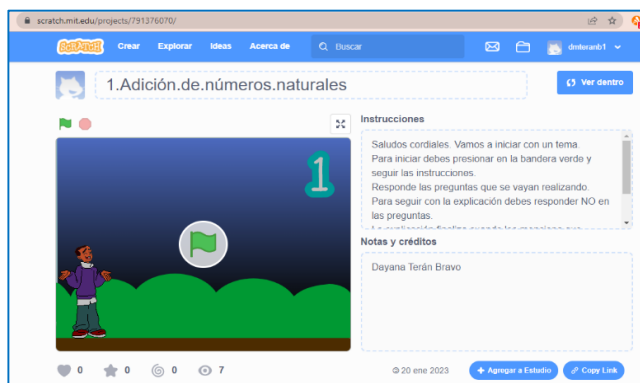 scratch.mit.edu/projects/791376070/
SCRATCH Crear Explorar Ideas Acerca de Buscar dmteranb1
1.Adición.de.números.naturales
Ver dentro
Instrucciones
Saludos cordiales. Vamos a iniciar con un tema.
Para iniciar debes presionar en la bandera verde y
seguir las instrucciones.
Responde las preguntas que se vayan realizando.
Para seguir con la explicación debes responder NO en
las preguntas.
1
Notas y créditos
Dayana Terán Bravo
0 0 0 7
© 20 ene 2023
Agregar a Estudio
Copy Link